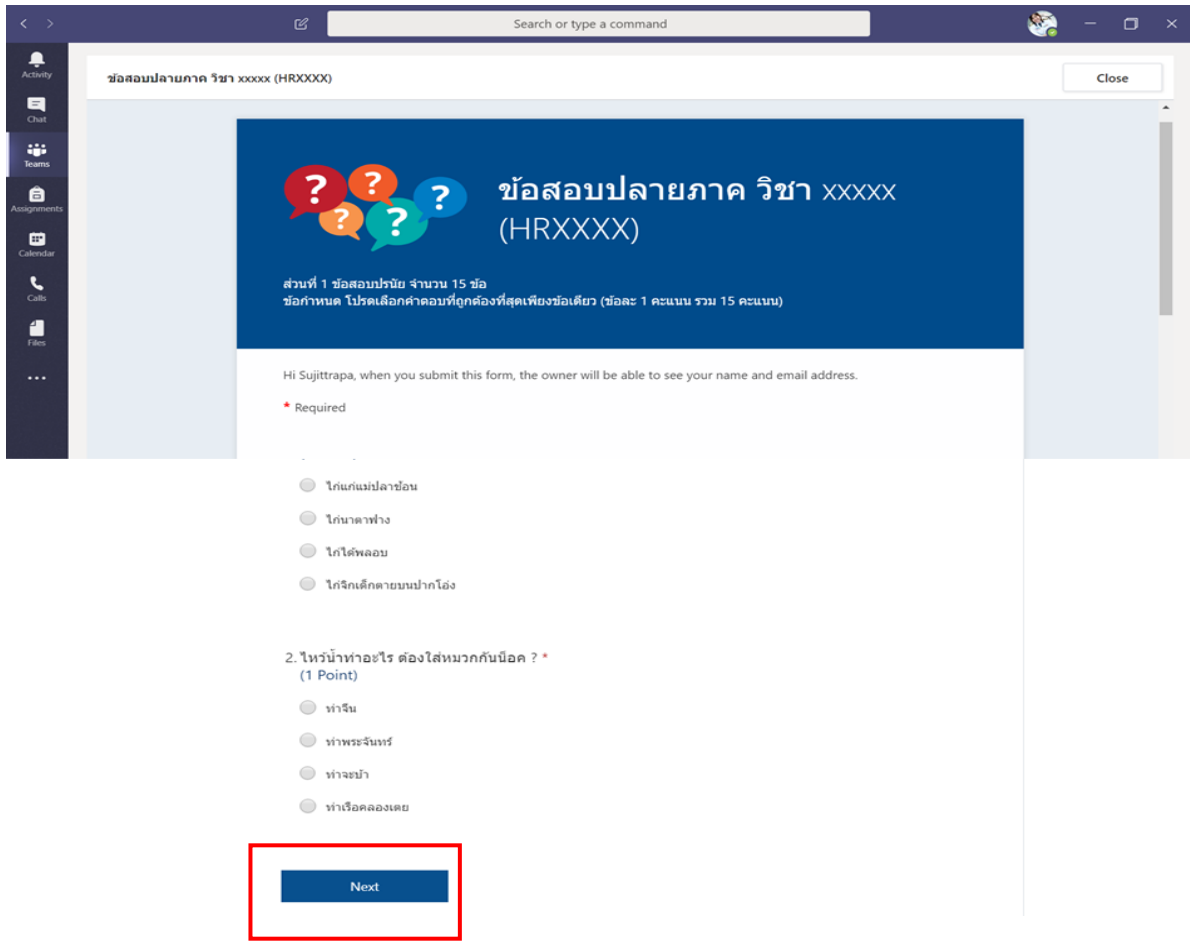 Search or type a command
Activity
Chat
Teams
Assignments
Calendar
Calls
Files
ข้อสอบปลายภาค วิชา xxxxx (HRXXXX)
Close
ข้อสอบปลายภาค วิชา xxxxx
(HRXXXX)
ส่วนที่ 1 ข้อสอบปรนัย จำนวน 15 ข้อ
ข้อกำหนด โปรดเลือกคำตอบที่ถูกต้องที่สุดเพียงข้อเดียว (ข้อละ 1 คะแนน รวม 15 คะแนน)
Hi Sujittrapa, when you submit this form, the owner will be able to see your name and email address.
* Required
ไก่แก่แม่ปลาช้อน
ไก่นาตาฟาง
ไก่ได้พลอย
ไก่จิกเด็กตายบนปากโอ่ง
2. ไหว้น้ำท่าอะไร ต้องใส่หมวกกันน็อค ? *
(1 Point)
ท่าจีน
ท่าพระจันทร์
ท่าจะบ้า
ท่าเรือคลองเตย
Next